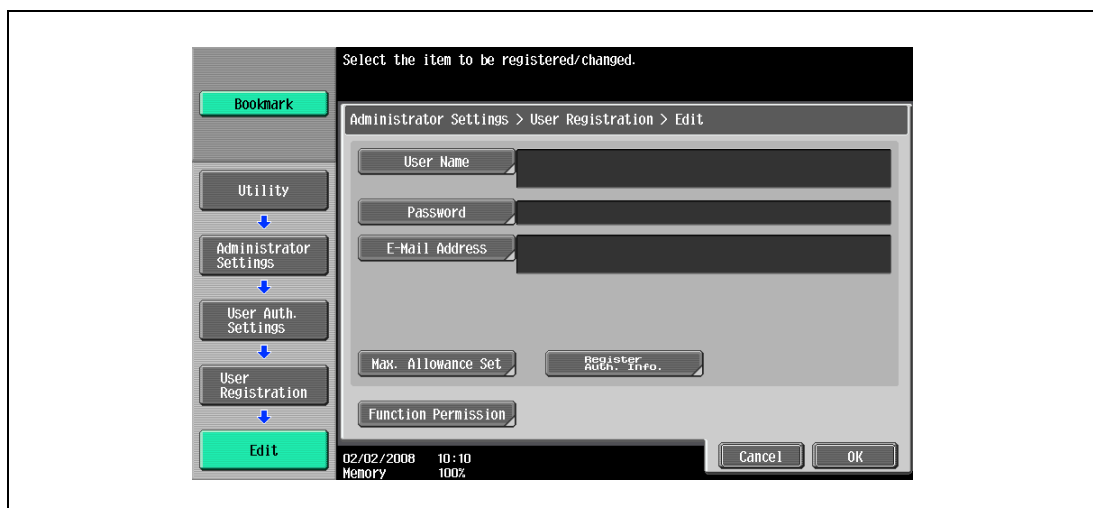 Select the item to be registered/changed.
Bookmark
Administrator Settings > User Registration > Edit
User Name
Utility
Password
Administrator
Settings
E-Mail Address
User Auth.
Settings
Max. Allowance Set
Register
Auth. Info.
User
Registration
Function Permission
Edit
02/02/2008 10:10
Memory 100%
Cancel
OK